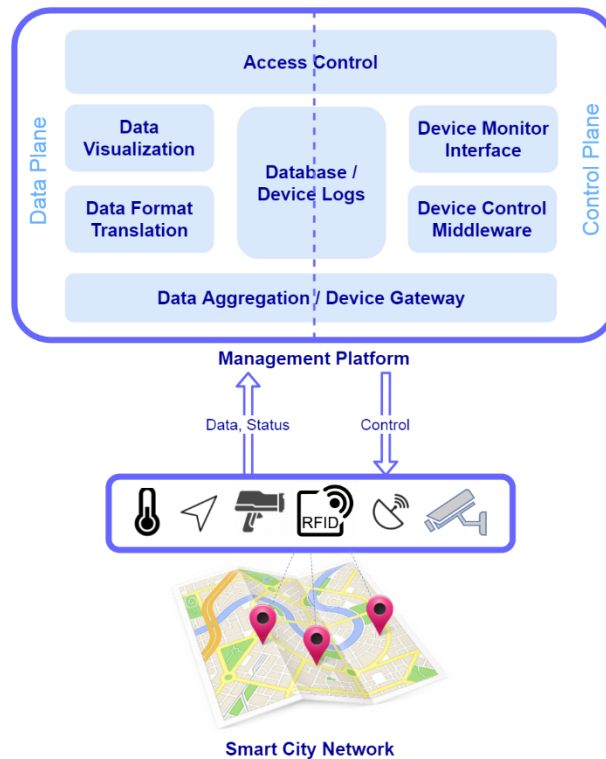 Access Control
Data Plane
Data
Visualization
Database /
Device Logs
Device Monitor
Interface
Control Plane
Data Format
Translation
Device Control
Middleware
Data Aggregation / Device Gateway
Management Platform
Data, Status
Control
RFID
Smart City Network